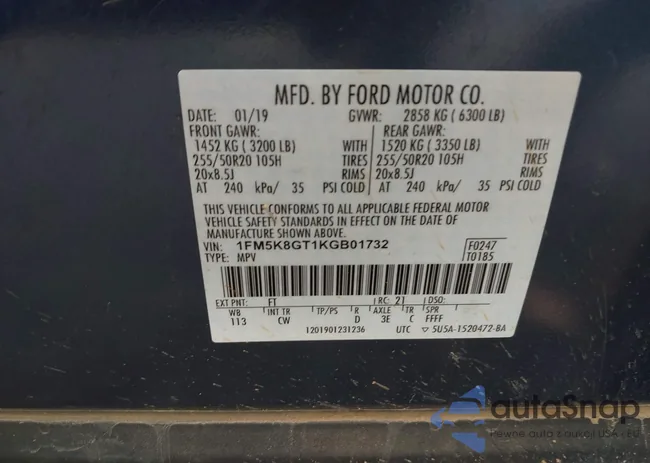 MFD. BY FORD MOTOR CO.
DATE: 01/19 GVWR: 2858 KG ( 6300 LB)
FRONT GAWR: REAR GAWR:
1452 KG ( 3200 LB) WITH 1520 KG ( 3350 LB) WITH
255/50R20 105H TIRES 255/50R20 105H TIRES
20x8.5J RIMS 20x8.5J RIMS
AT 240 kPa/ 35 PSI COLD AT 240 kPa/ 35 PSI COLD
THIS VEHICLE CONFORMS TO ALL APPLICABLE FEDERAL MOTOR
VEHICLE SAFETY STANDARDS IN EFFECT ON THE DATE OF
MANUFACTURE SHOWN ABOVE.
VIN: 1FM5K8GT1KGB01732 F0247
TYPE: MPV T0185
EXT PNT: FT RC: 21 DSO:
WB INT TR TP/PS R AXLE TR SPR
113 CW D 3E C FFFF
1201901231236 UTC ▽ 5U5A-1520472-BA
autoSnap
Pewne auto z aukcji USA i EU